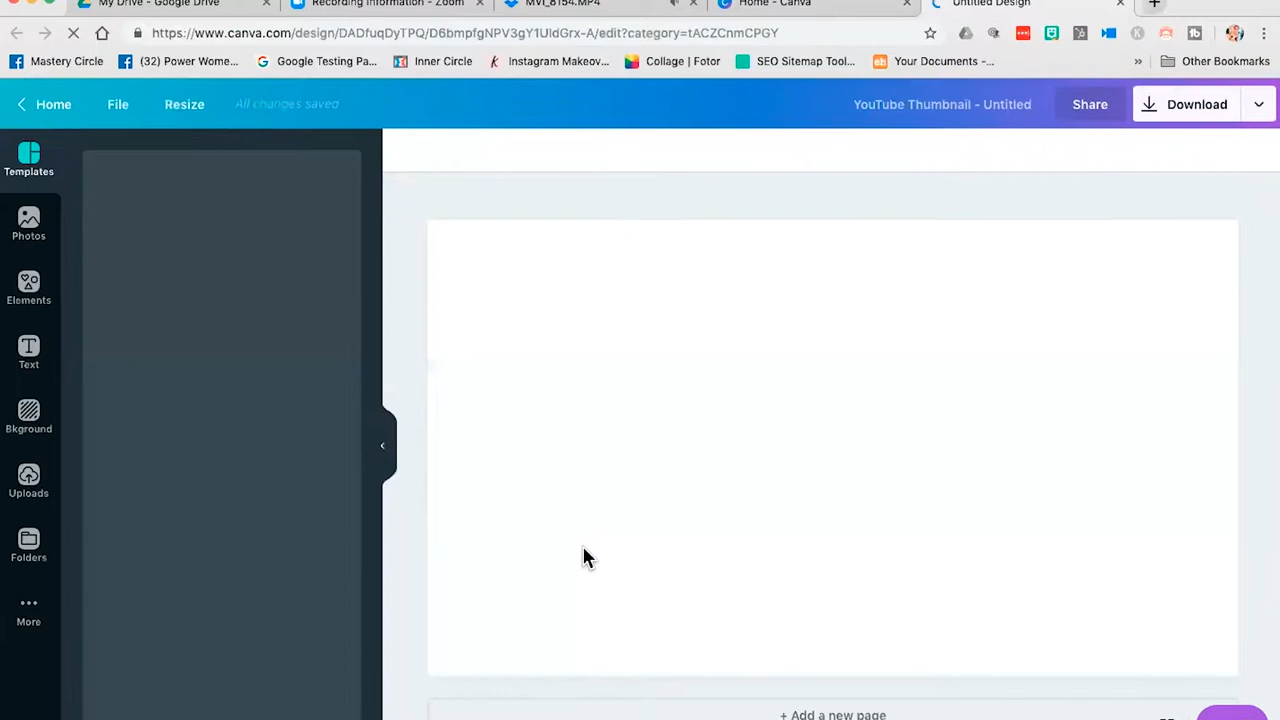 My Drive - Google Drive × Recording Information - Zoom × MVI_8154.MP4 × Home - Canva × Untitled Design ×
https://www.canva.com/design/DADfuqDyTPQ/D6bmpfgNPV3gY1UIdGrx-A/edit?category=tACZCnmCPGY
Mastery Circle (32) Power Wome... Google Testing Pa... Inner Circle Instagram Makeov... Collage | Fotor SEO Sitemap Tool... Your Documents -... » Other Bookmarks
Home File Resize All changes saved YouTube Thumbnail - Untitled Share Download
Templates
Photos
Elements
Text
Bkground
Uploads
Folders
More
+ Add a new page